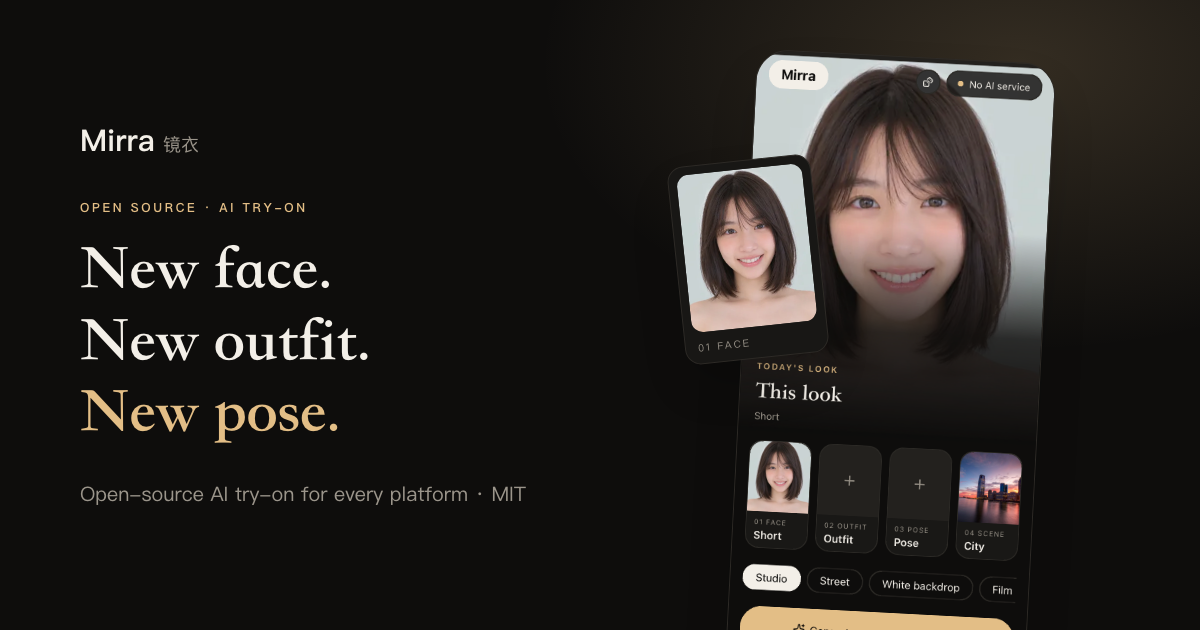 Mirra 镜衣
OPEN SOURCE · AI TRY-ON
New face.
New outfit.
New pose.
Open-source AI try-on for every platform · MIT
Mirra
No AI service
01 FACE
TODAY'S LOOK
This look
Short
01 FACE
Short
02 OUTFIT
Outfit
03 POSE
Pose
04 SCENE
City
Studio
Street
White backdrop
Film